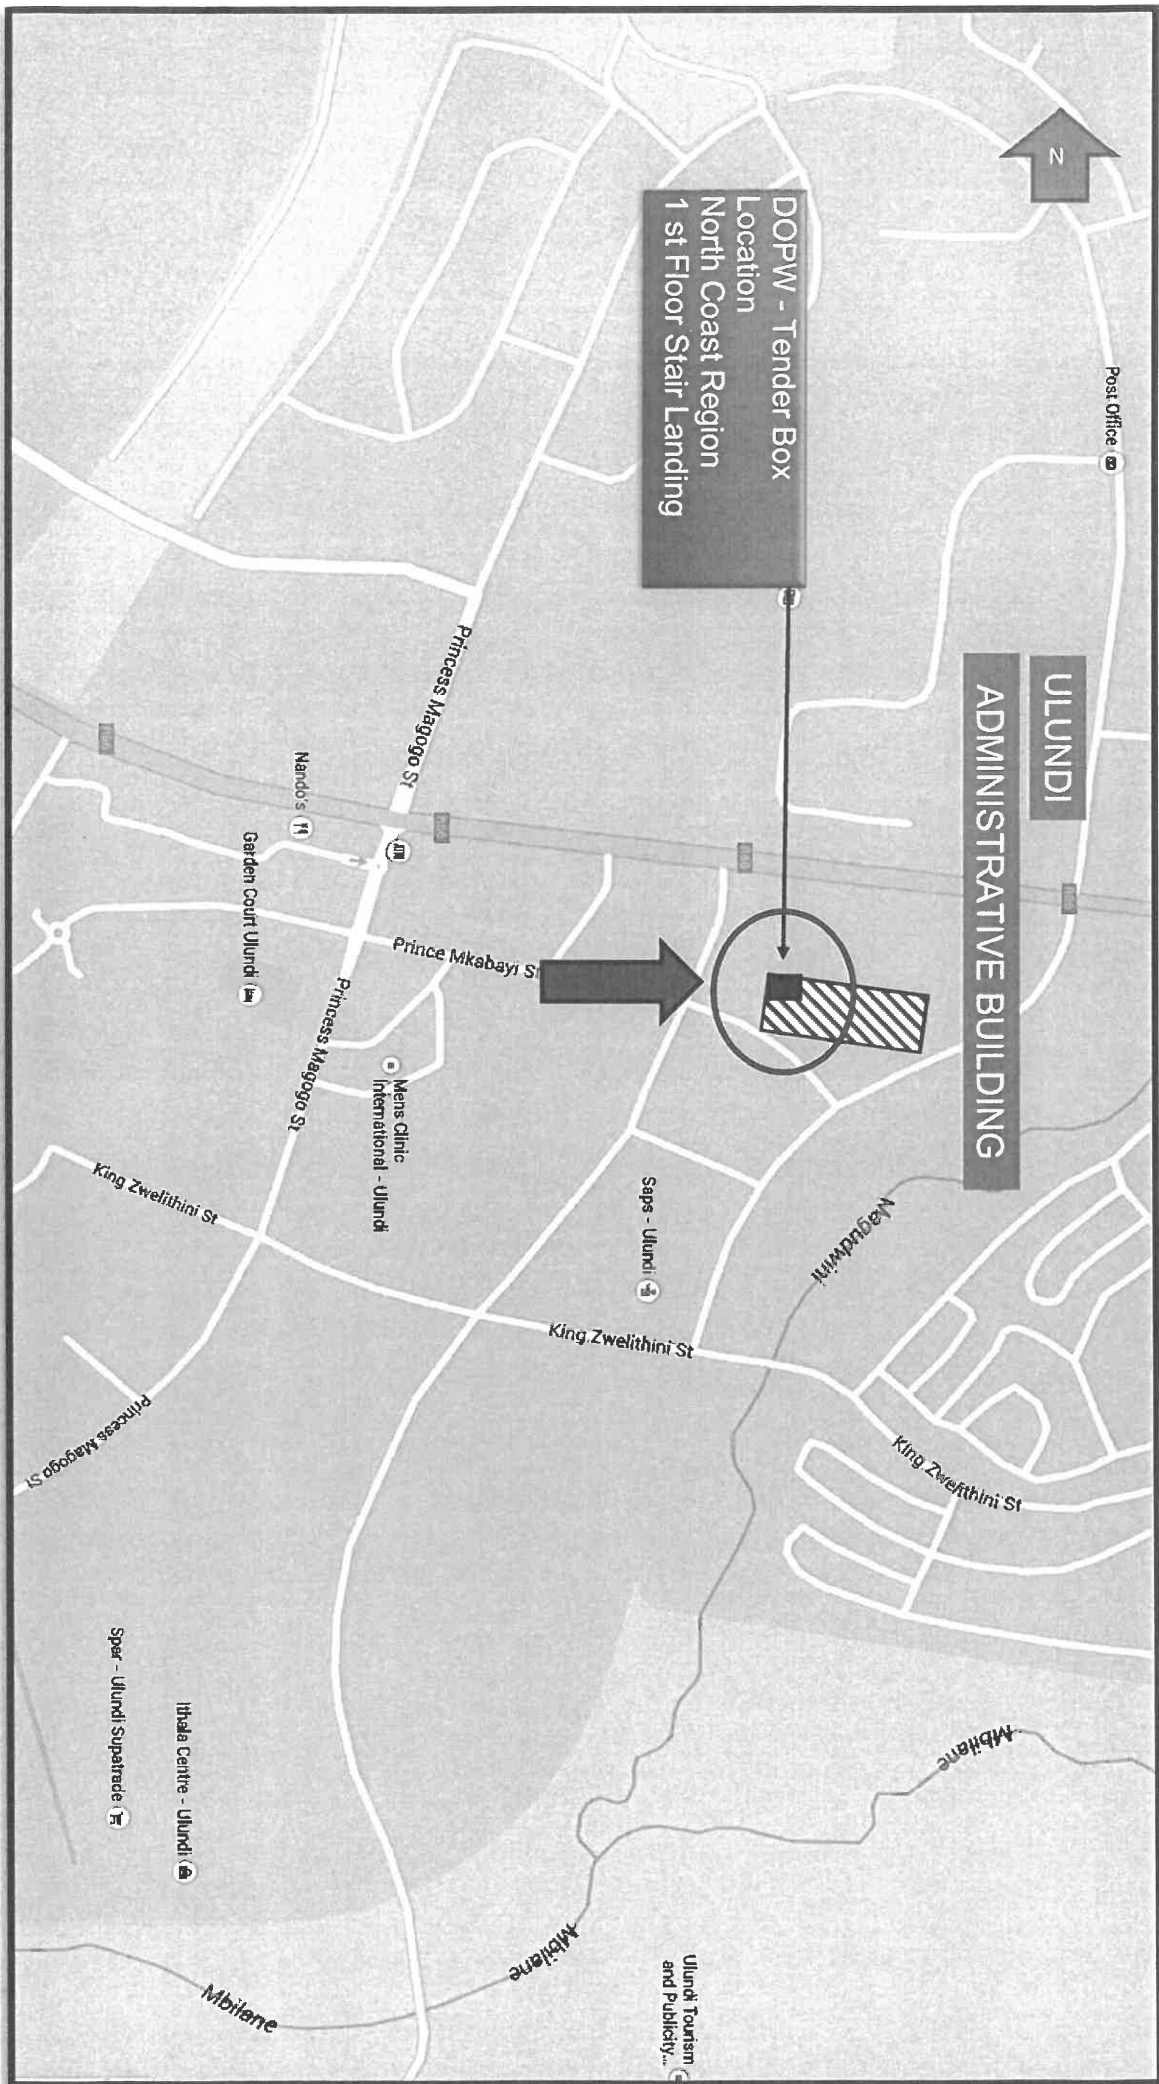 N
Post Office
ULUNDI
ADMINISTRATIVE BUILDING
DOPW - Tender Box
Location
North Coast Region
1 st Floor Stair Landing
Magudwini
Mbilane
King Zwelithini St
Saps - Ulundi
King Zwelithini St
Ulundi Tourism
and Publicity...
Mbilane
Prince Mkabayi St
Princess Magogo St
ATM
Mens Clinic
International - Ulundi
Nando's
Garden Court Ulundi
Princess Magogo St
King Zwelithini St
Mbilane
Ithala Centre - Ulundi
Spar - Ulundi Supatrade
Princess Magogo St